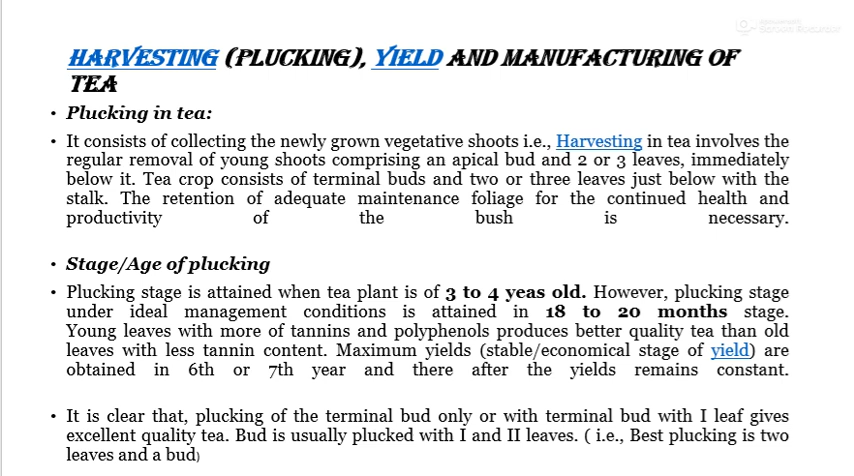 HARVESTING (PLUCKING), YIELD AND MANUFACTURING OF
TEA
• Plucking in tea:
• It consists of collecting the newly grown vegetative shoots i.e., Harvesting in tea involves the
regular removal of young shoots comprising an apical bud and 2 or 3 leaves, immediately
below it. Tea crop consists of terminal buds and two or three leaves just below with the
stalk. The retention of adequate maintenance foliage for the continued health and
productivity of the bush is necessary.
• Stage/Age of plucking
• Plucking stage is attained when tea plant is of 3 to 4 yeas old. However, plucking stage
under ideal management conditions is attained in 18 to 20 months stage.
Young leaves with more of tannins and polyphenols produces better quality tea than old
leaves with less tannin content. Maximum yields (stable/economical stage of yield) are
obtained in 6th or 7th year and there after the yields remains constant.
• It is clear that, plucking of the terminal bud only or with terminal bud with I leaf gives
excellent quality tea. Bud is usually plucked with I and II leaves. ( i.e., Best plucking is two
leaves and a bud)